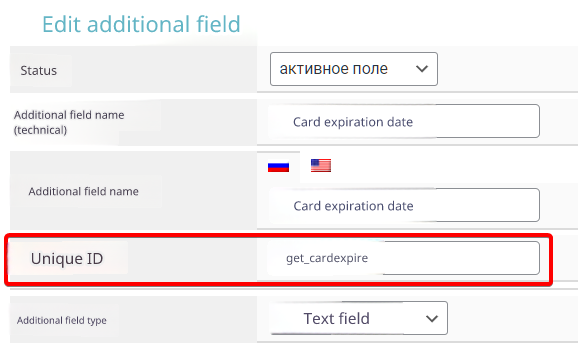 Edit additional field
Status
активное поле
Additional field name
(technical)
Card expiration date
Additional field name
Card expiration date
Unique ID
get_cardexpire
Additional field type
Text field